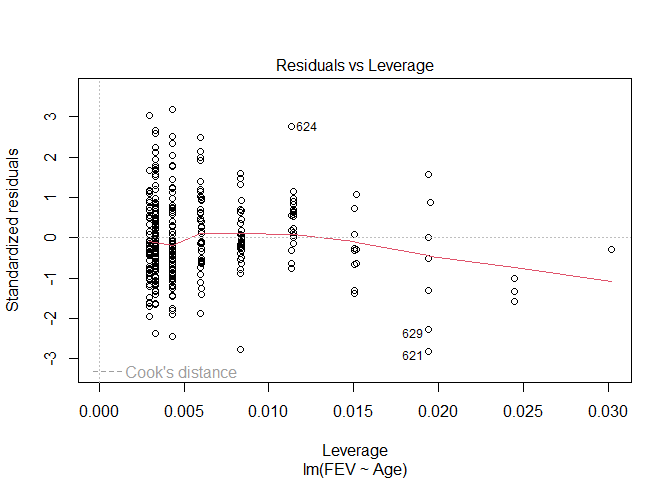 Residuals vs Leverage
Standardized residuals
3
2
1
0
-1
-2
-3
624
629
621
Cook's distance
0.000 0.005 0.010 0.015 0.020 0.025 0.030
Leverage
lm(FEV ~ Age)